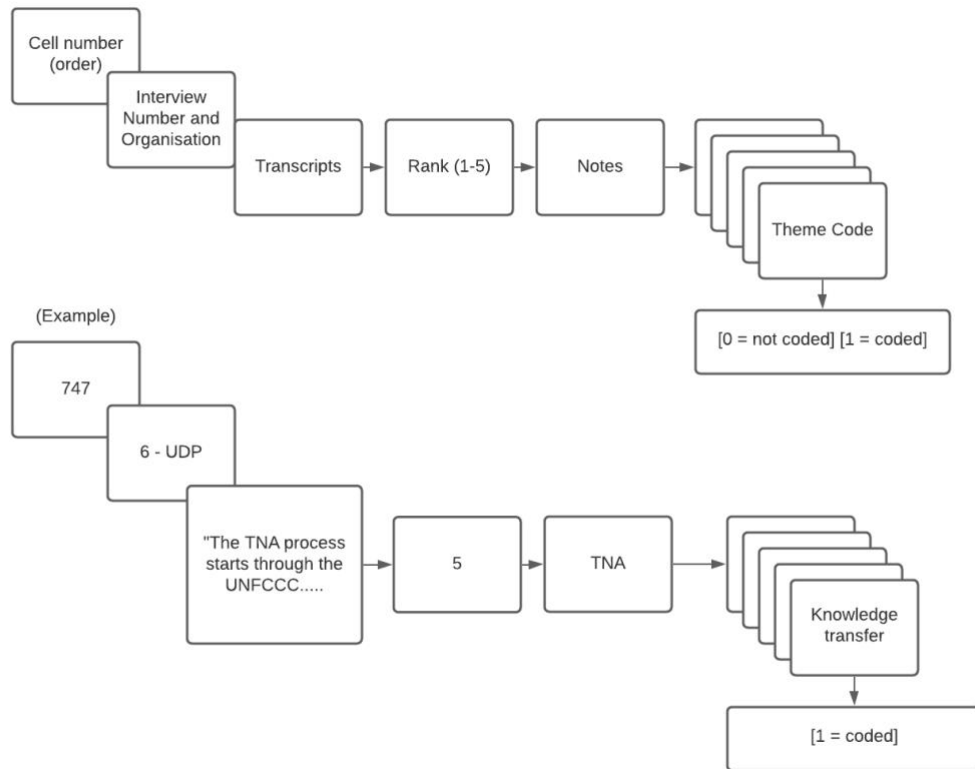 Cell number
(order)
Interview
Number and
Organisation
Transcripts
Rank (1-5)
Notes
Theme Code
[0 = not coded] [1 = coded]
(Example)
747
6 - UDP
"The TNA process
starts through the
UNFCCC.....
5
TNA
Knowledge
transfer
[1 = coded]